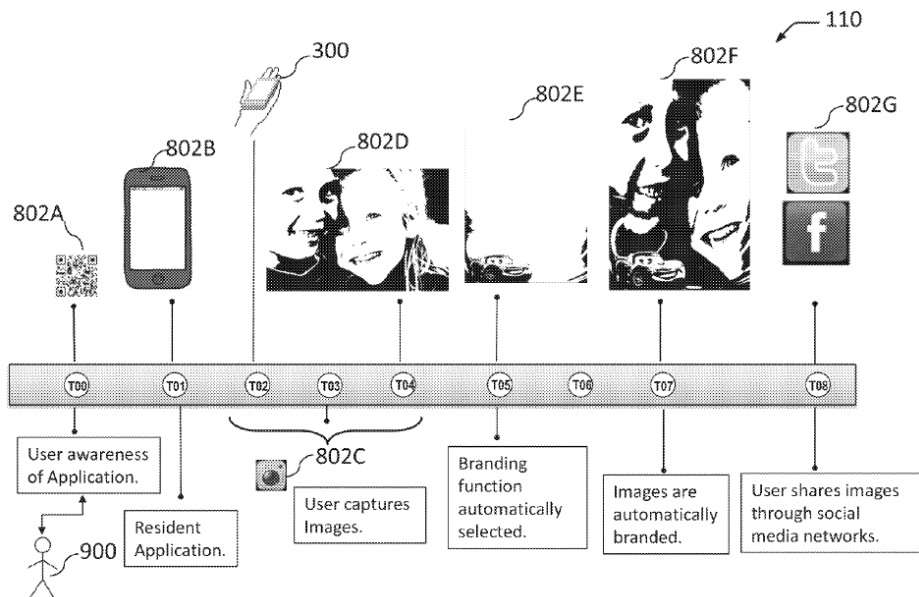 110
300
802F
802E
802G
802D
802B
802A
t
f
T00
T01
T02
T03
T04
T05
T06
T07
T08
802C
User awareness
of Application.
Resident
Application.
User captures
Images.
Branding
function
automatically
selected.
Images are
automatically
branded.
User shares images
through social
media networks.
900